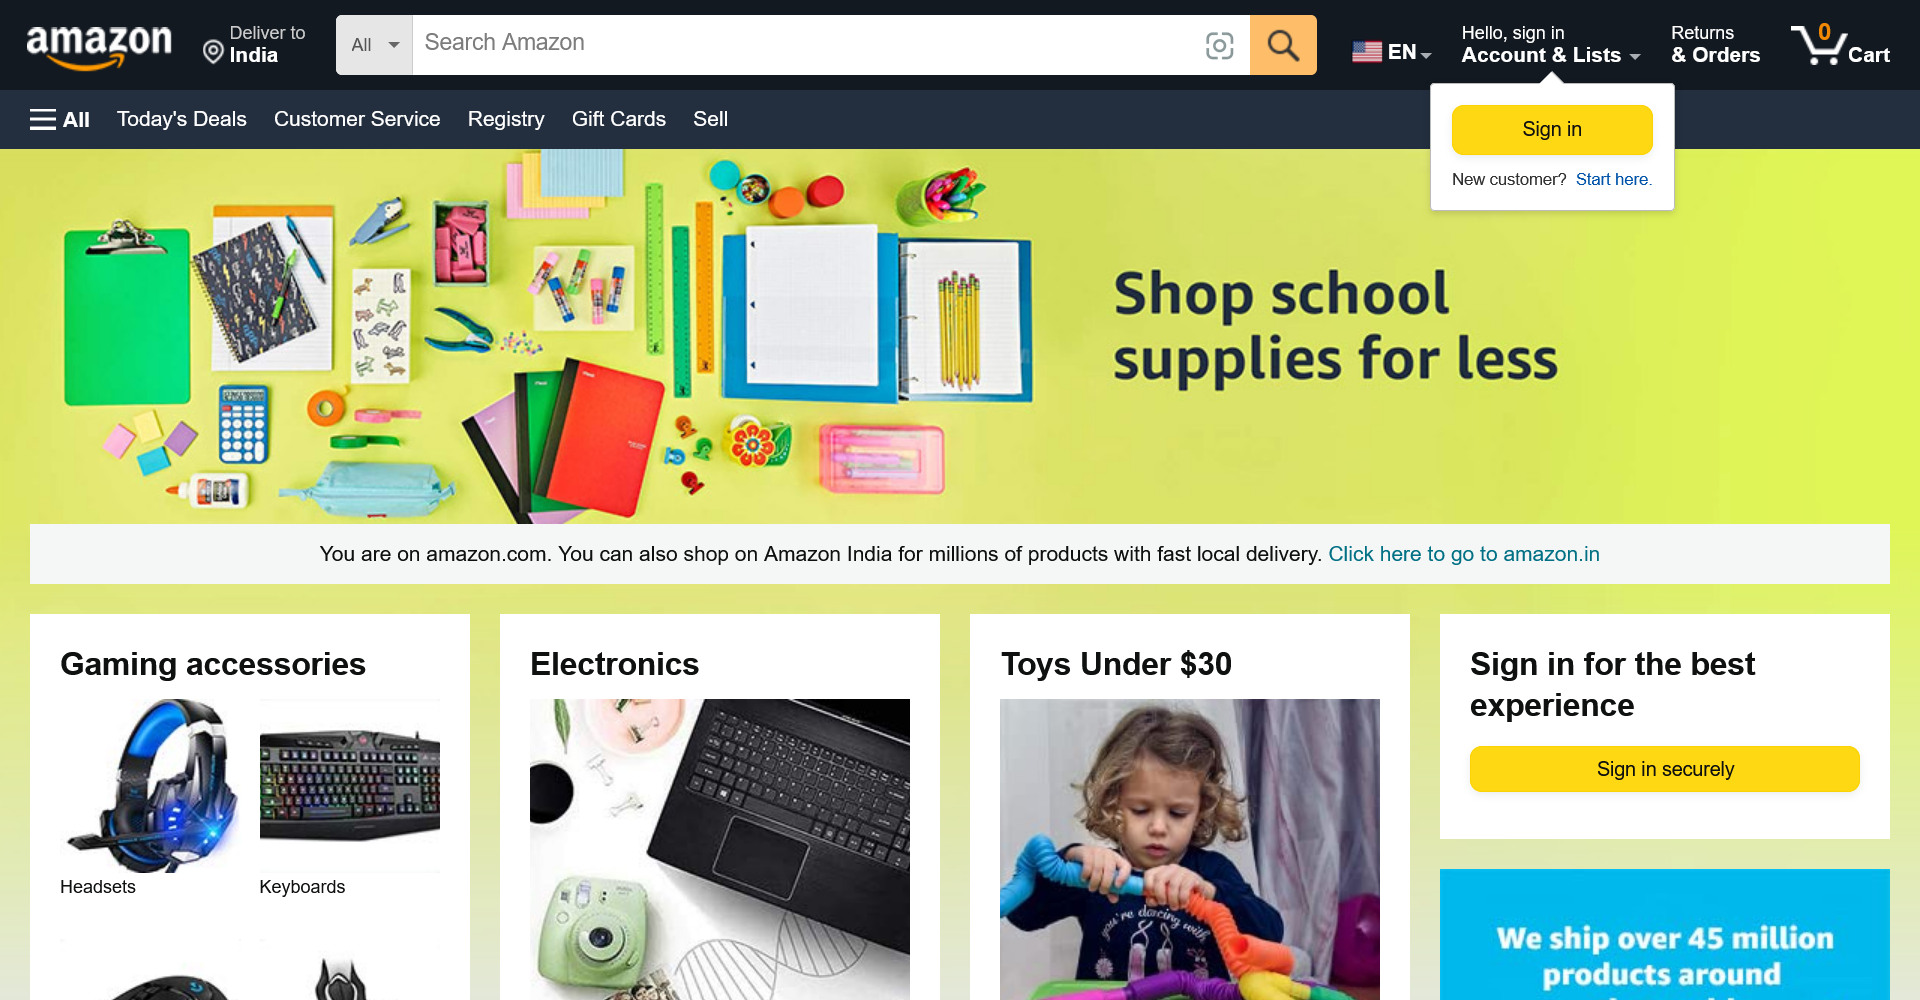 amazon
Deliver to
India
All
Search Amazon
EN
Hello, sign in
Account & Lists
Returns
& Orders
0
Cart
All
Today's Deals
Customer Service
Registry
Gift Cards
Sell
Sign in
New customer? Start here.
Shop school
supplies for less
You are on amazon.com. You can also shop on Amazon India for millions of products with fast local delivery. Click here to go to amazon.in
Gaming accessories
Headsets
Keyboards
Electronics
Toys Under $30
you're dancing with
Sign in for the best
experience
Sign in securely
We ship over 45 million
products around